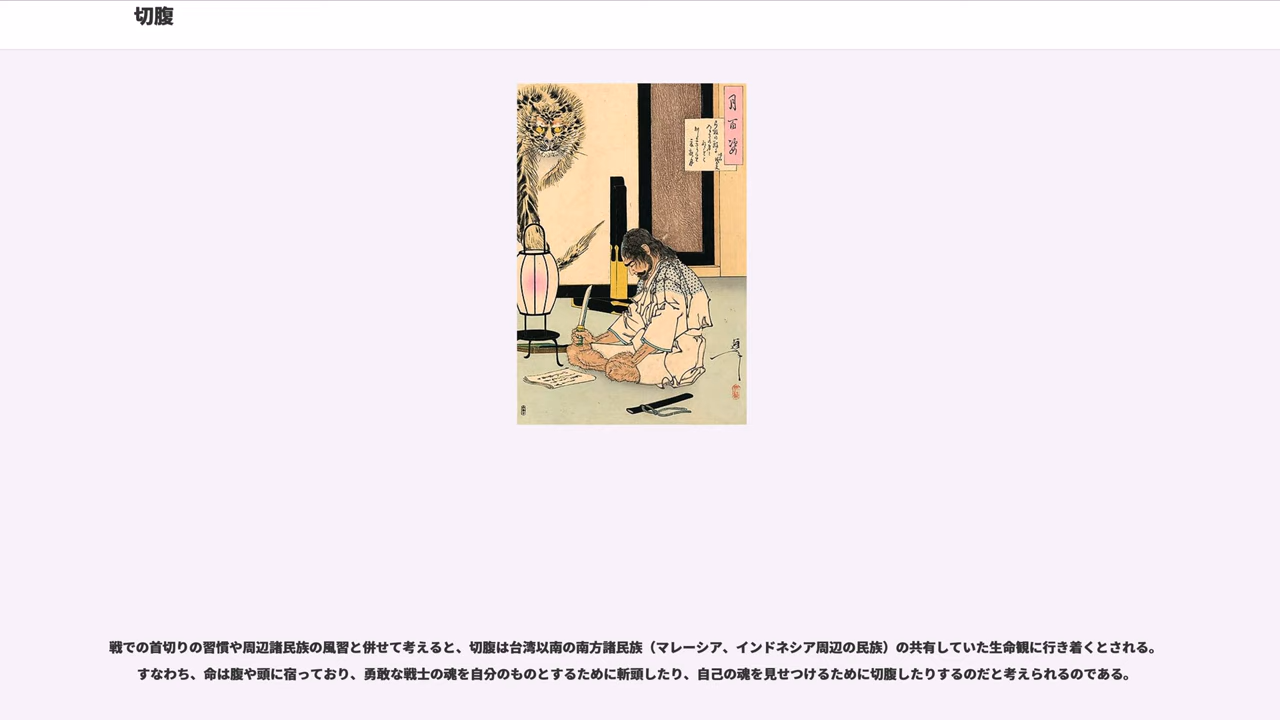 切腹
月百姿
戦での首切りの習慣や周辺諸民族の風習と併せて考えると、切腹は台湾以南の南方諸民族（マレーシア、インドネシア周辺の民族）の共有していた生命観に行き着くとされる。
すなわち、命は腹や頭に宿っており、勇敢な戦士の魂を自分のものとするために斬頭したり、自己の魂を見せつけるために切腹したりするのだと考えられるのである。